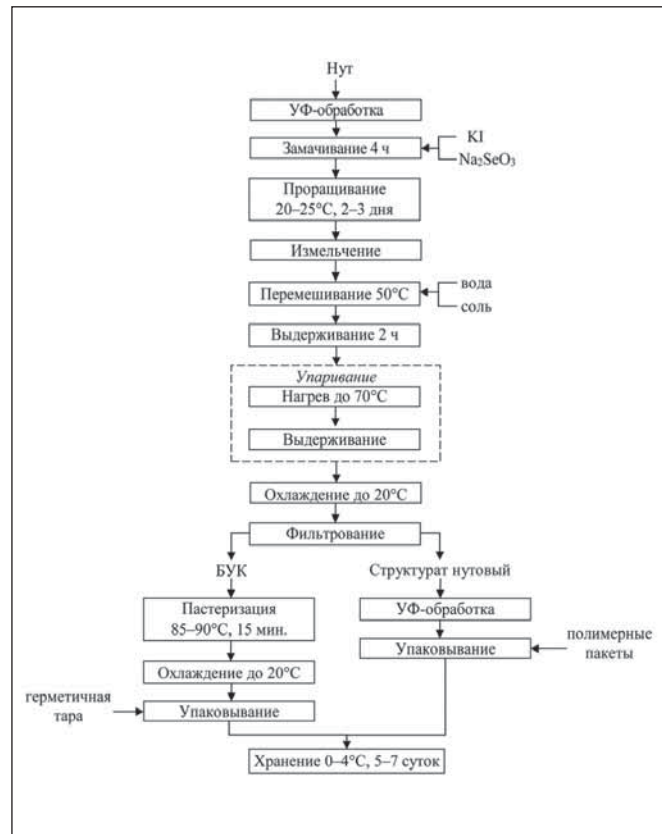 Нут
УФ-обработка
Замачивание 4 ч
KI
Na₂SeO₃
Проращивание
20–25°С, 2–3 дня
Измельчение
Перемешивание 50°С
вода
соль
Выдерживание 2 ч
Упаривание
Нагрев до 70°С
Выдерживание
Охлаждение до 20°С
Фильтрование
БУК
Структурат нутовый
Пастеризация
85–90°С, 15 мин.
УФ-обработка
Охлаждение до 20°С
Упаковывание
полимерные
пакеты
герметичная
тара
Упаковывание
Хранение 0–4°С, 5–7 суток